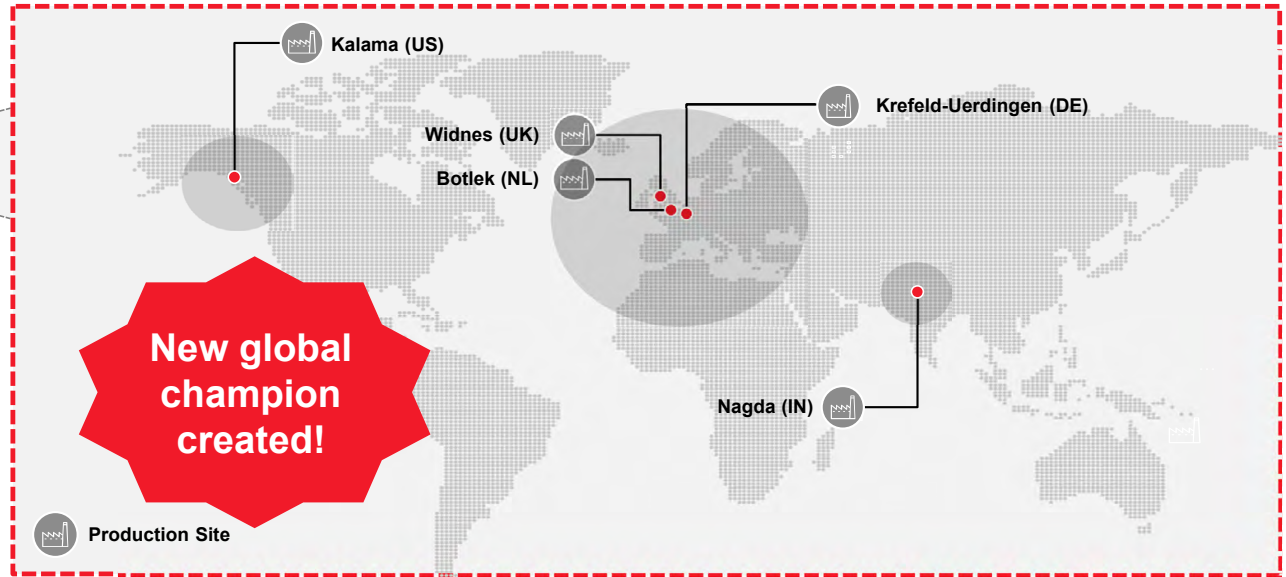 Kalama (US)
Krefeld-Uerdingen (DE)
Widnes (UK)
Botlek (NL)
New global
champion
created!
Nagda (IN)
Production Site